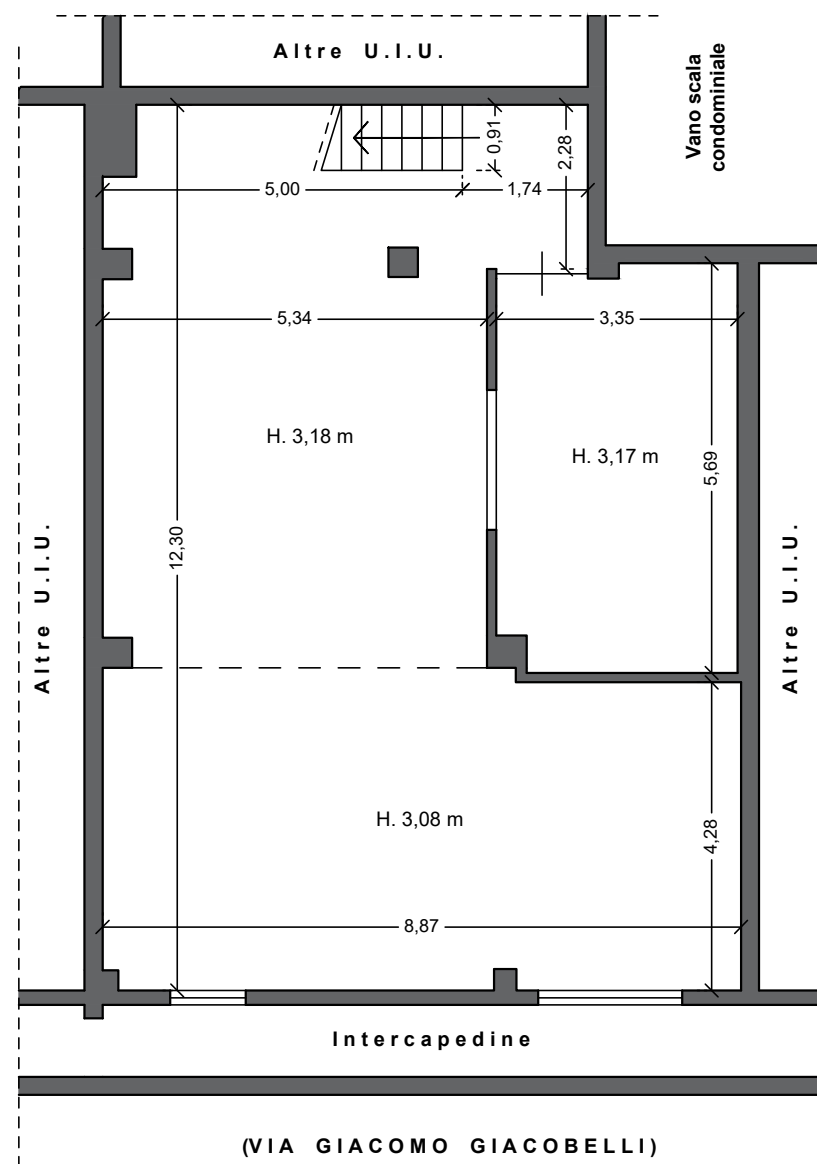 Altre U.I.U.
Vano scala
condominiale
0,91
2,28
5,00
1,74
5,34
3,35
H. 3,18 m
H. 3,17 m
5,69
12,30
Altre U.I.U.
Altre U.I.U.
H. 3,08 m
4,28
8,87
Intercapedine
(VIA GIACOMO GIACOBELLI)